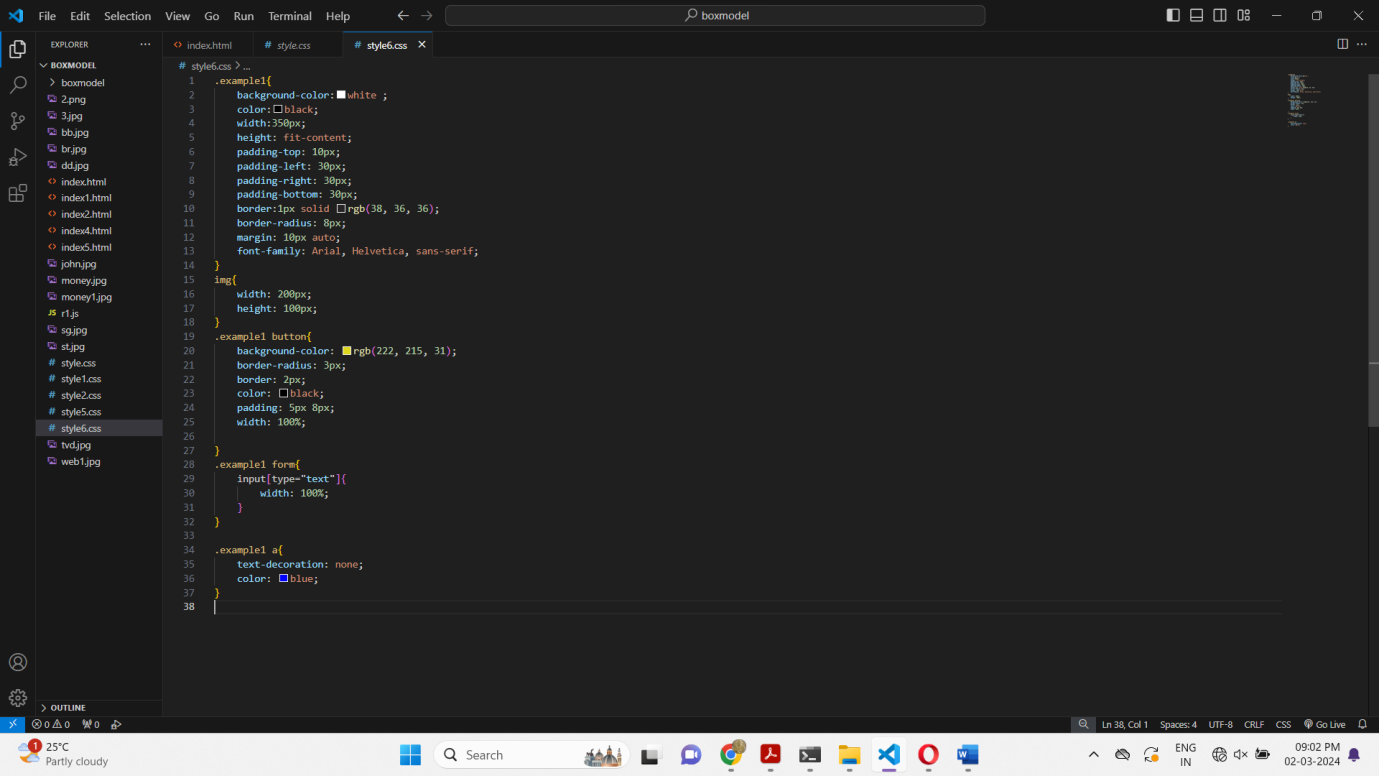 File Edit Selection View Go Run Terminal Help
boxmodel
EXPLORER
index.html
style.css
style6.css
BOXMODEL
boxmodel
2.png
3.jpg
bb.jpg
br.jpg
dd.jpg
index.html
index1.html
index2.html
index4.html
index5.html
john.jpg
money.jpg
money1.jpg
JS r1.js
sg.jpg
st.jpg
# style.css
# style1.css
# style2.css
# style5.css
# style6.css
tvd.jpg
web1.jpg
OUTLINE
# style6.css > ...
1 .example1{
2 background-color: white ;
3 color: black;
4 width:350px;
5 height: fit-content;
6 padding-top: 10px;
7 padding-left: 30px;
8 padding-right: 30px;
9 padding-bottom: 30px;
10 border:1px solid rgb(38, 36, 36);
11 border-radius: 8px;
12 margin: 10px auto;
13 font-family: Arial, Helvetica, sans-serif;
14 }
15 img{
16 width: 200px;
17 height: 100px;
18 }
19 .example1 button{
20 background-color: rgb(222, 215, 31);
21 border-radius: 3px;
22 border: 2px;
23 color: black;
24 padding: 5px 8px;
25 width: 100%;
26
27 }
28 .example1 form{
29 input[type="text"]{
30 width: 100%;
31 }
32 }
33
34 .example1 a{
35 text-decoration: none;
36 color: blue;
37 }
38
0 0 0
Ln 38, Col 1 Spaces: 4 UTF-8 CRLF CSS Go Live
1
25°C
Partly cloudy
Search
ENG
IN
09:02 PM
02-03-2024